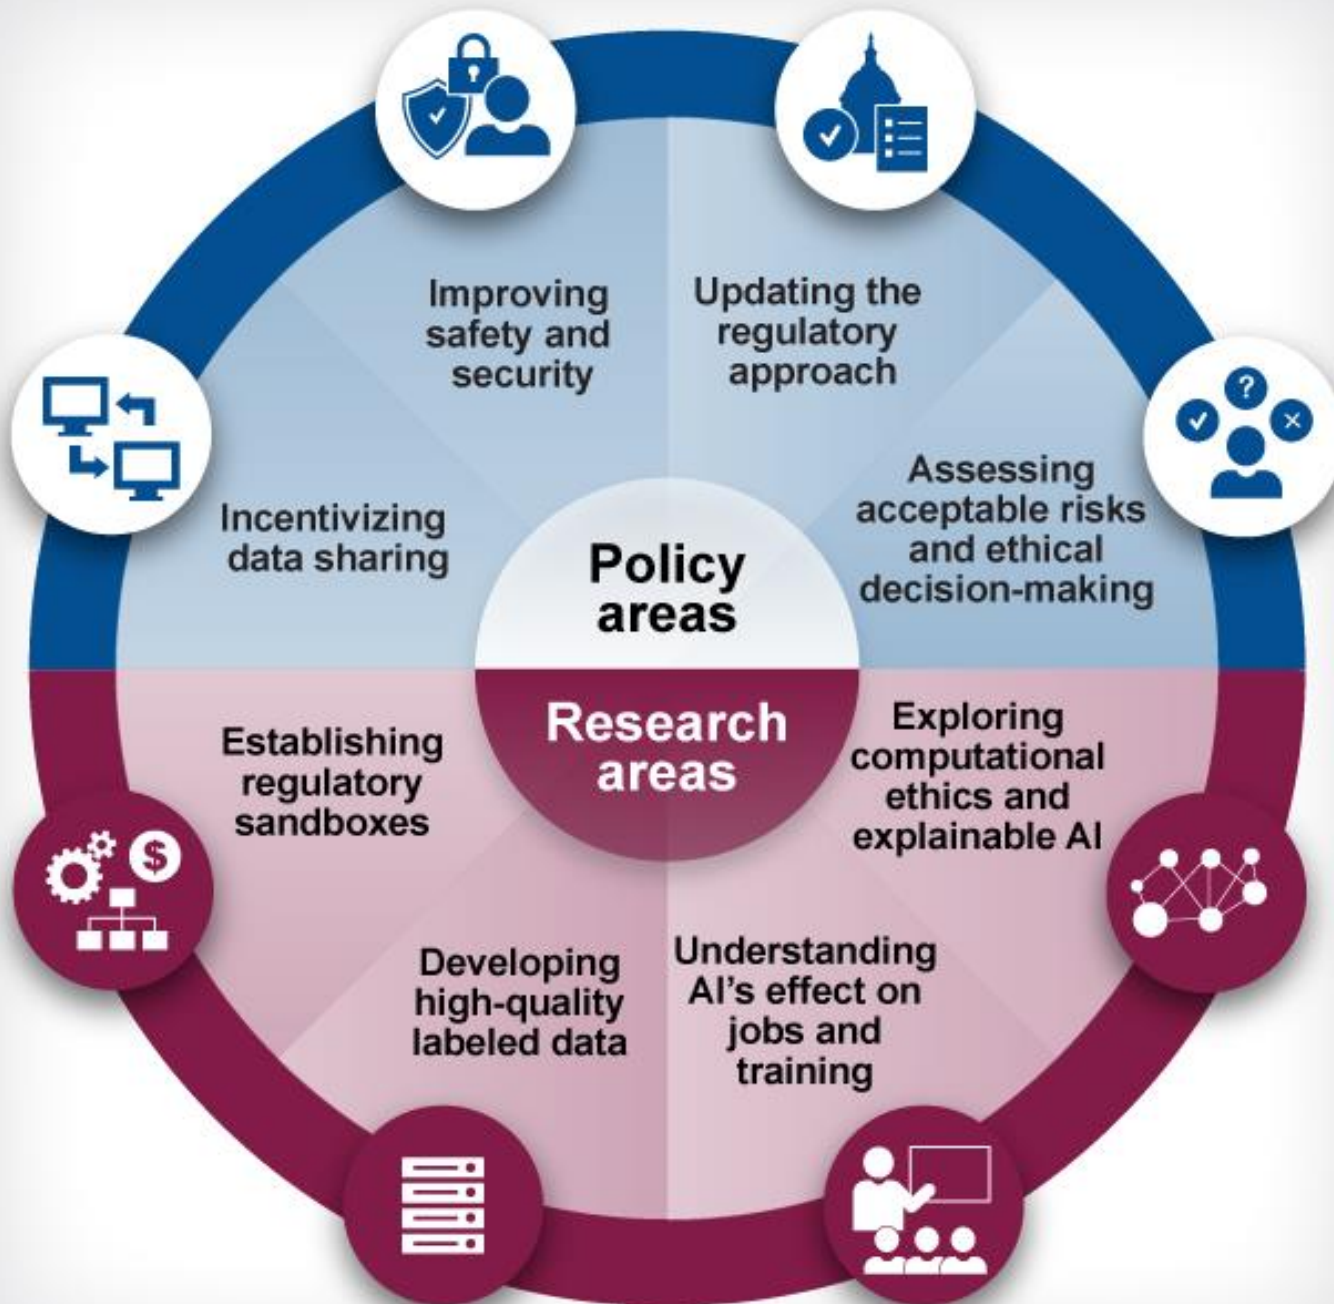 Improving
safety and
security
Updating the
regulatory
approach
Incentivizing
data sharing
Assessing
acceptable risks
and ethical
decision-making
Policy
areas
Research
areas
Establishing
regulatory
sandboxes
Exploring
computational
ethics and
explainable AI
Developing
high-quality
labeled data
Understanding
AI’s effect on
jobs and
training
?
$